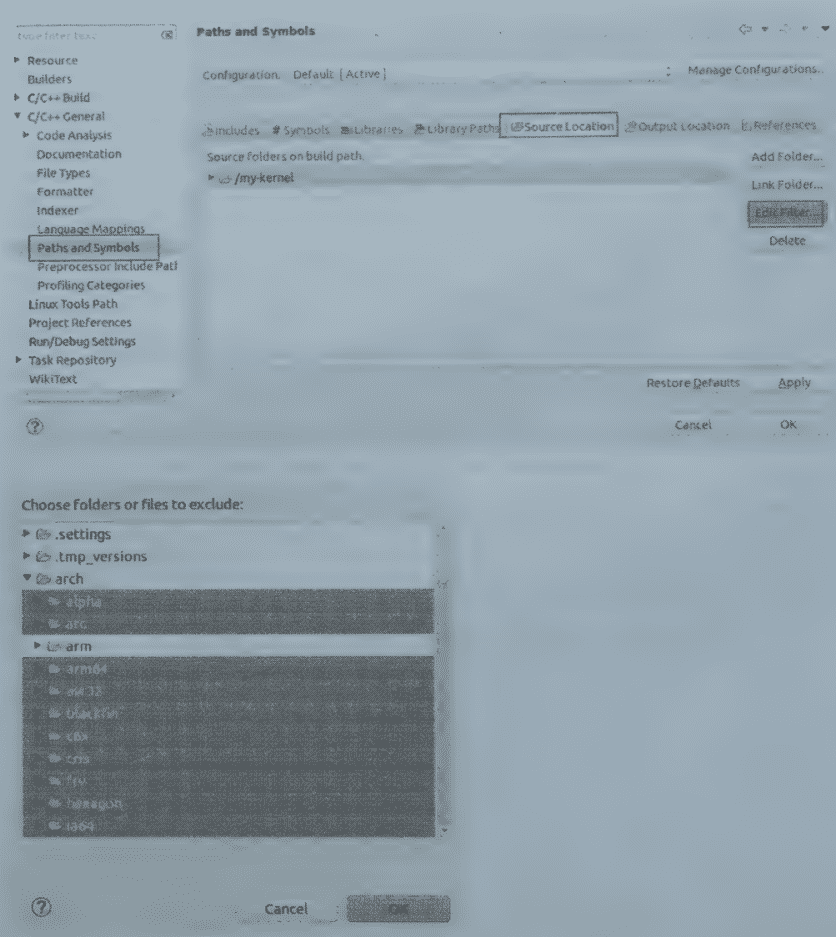 type filter text
Paths and Symbols
Resource
Builders
C/C++ Build
C/C++ General
Code Analysis
Documentation
File Types
Formatter
Indexer
Language Mappings
Paths and Symbols
Preprocessor Include Patl
Profiling Categories
Linux Tools Path
Project References
Run/Debug Settings
Task Repository
WikiText
Configuration: Default [ Active ]
Manage Configurations...
Includes # Symbols Libraries Library Paths Source Location Output Location References
Source folders on build path:
/my-kernel
Add Folder...
Link Folder...
Edit Filter...
Delete
Restore Defaults Apply
Cancel OK
Choose folders or files to exclude:
.settings
.tmp_versions
arch
alpha
arc
arm
arm64
avr32
blackfin
c6x
cris
frv
hexagon
ia64
Cancel OK